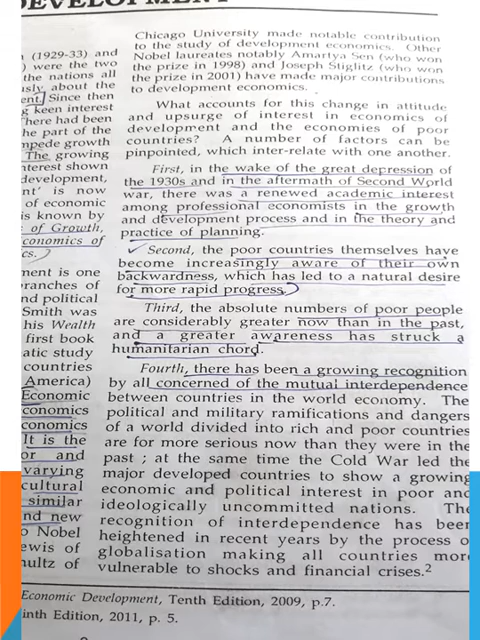 DEVELOPMENT
(1929-33) and
) were the two
the nations all
usly about the
ent. Since then
g keen interest
There had been
he part of the
mpede growth
The growing
nterest shown
development,
nt' is now
of economic
is known by
s of Growth,
conomics of
cs.
ment is one
ranches of
nd political
Smith was
his Wealth
first book
atic study
countries
America)
Economic
conomics
conomics
It is the
or and
varying
cultural
similar
nd new
o Nobel
ewis of
hultz of
Chicago University made notable contribution
to the study of development economics. Other
Nobel laureates notably Amartya Sen (who won
the prize in 1998) and Joseph Stiglitz (who won
the prize in 2001) have made major contributions
to development economics.
What accounts for this change in attitude
and upsurge of interest in economics of
development and the economies of poor
countries? A number of factors can be
pinpointed, which inter-relate with one another.
First, in the wake of the great depression of
the 1930s and in the aftermath of Second World
war, there was a renewed academic interest
among professional economists in the growth
and development process and in the theory and
practice of planning.
Second, the poor countries themselves have
become increasingly aware of their own
backwardness, which has led to a natural desire
for more rapid progress.
Third, the absolute numbers of poor people
are considerably greater now than in the past,
and a greater awareness has struck a
humanitarian chord.
Fourth, there has been a growing recognition
by all concerned of the mutual interdependence
between countries in the world economy. The
political and military ramifications and dangers
of a world divided into rich and poor countries
are for more serious now than they were in the
past ; at the same time the Cold War led the
major developed countries to show a growing
economic and political interest in poor and
ideologically uncommitted nations. The
recognition of interdependence has been
heightened in recent years by the process o
globalisation making all countries more
vulnerable to shocks and financial crises.2
Economic Development, Tenth Edition, 2009, p.7.
inth Edition, 2011, p. 5.